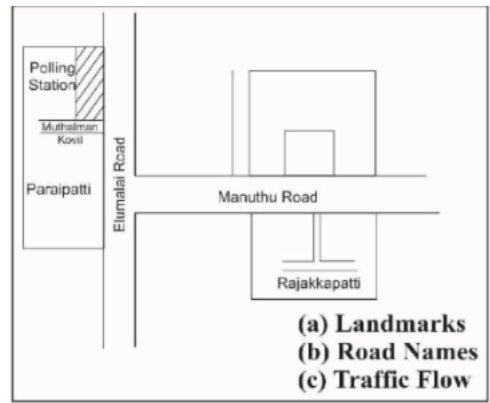 Polling
Station
Muthalman
Kovil
Paraipatti
Elumalai Road
Manuthu Road
Rajakkapatti
(a) Landmarks
(b) Road Names
(c) Traffic Flow